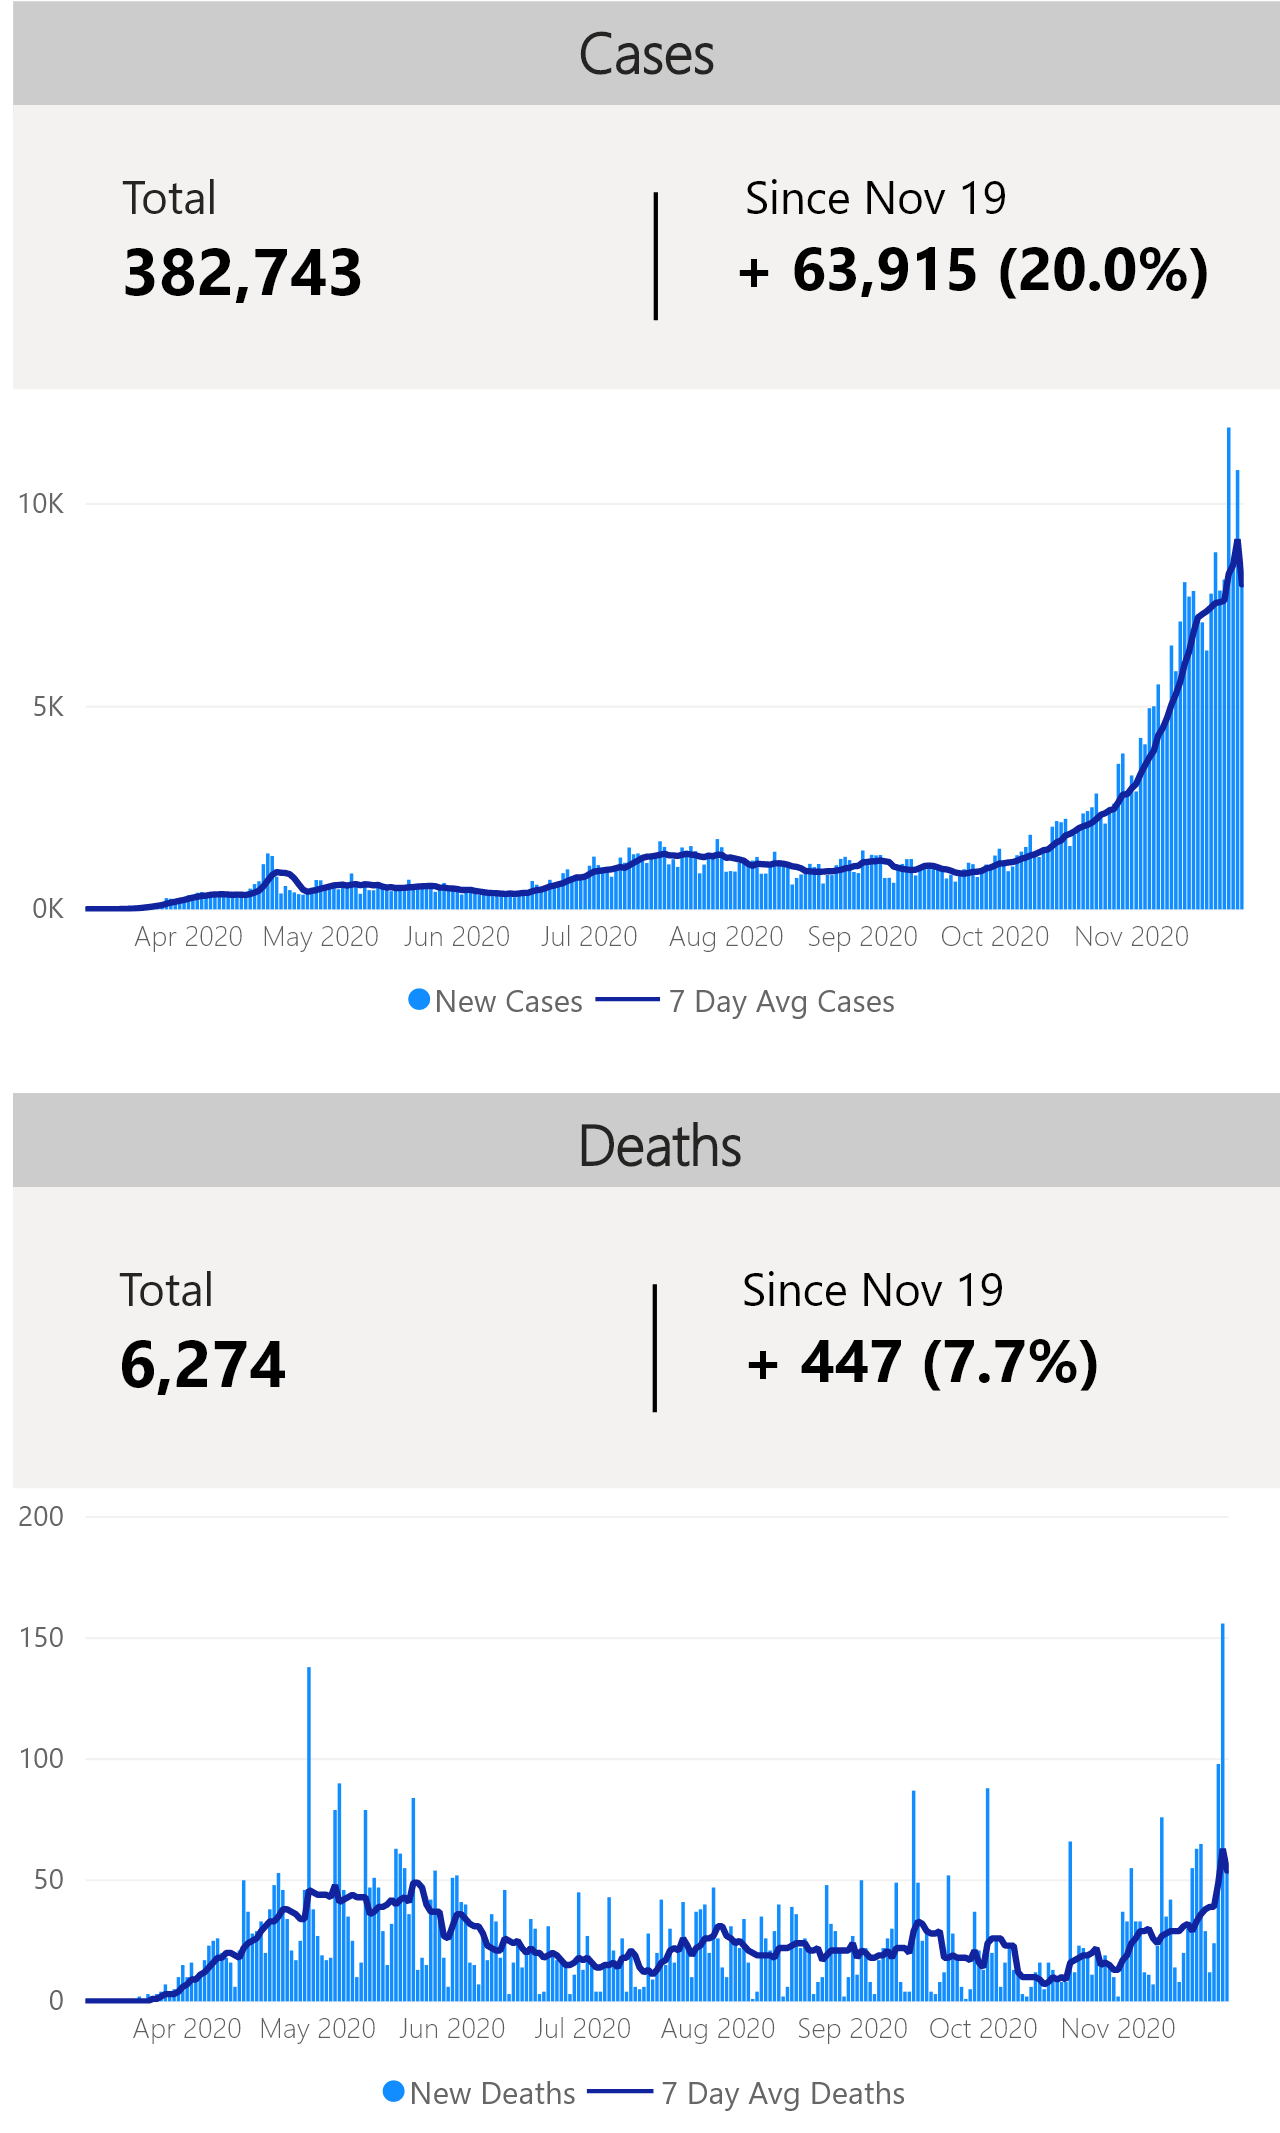 Cases
Total
Since Nov 19
382,743
+ 63,915 (20.0%)
10K
5K
0K
Apr 2020 May 2020 Jun 2020 Jul 2020 Aug 2020 Sep 2020 Oct 2020 Nov 2020
New Cases 7 Day Avg Cases
Deaths
Total
Since Nov 19
6,274
+ 447 (7.7%)
200
150
100
50
0
Apr 2020 May 2020 Jun 2020 Jul 2020 Aug 2020 Sep 2020 Oct 2020 Nov 2020
New Deaths 7 Day Avg Deaths